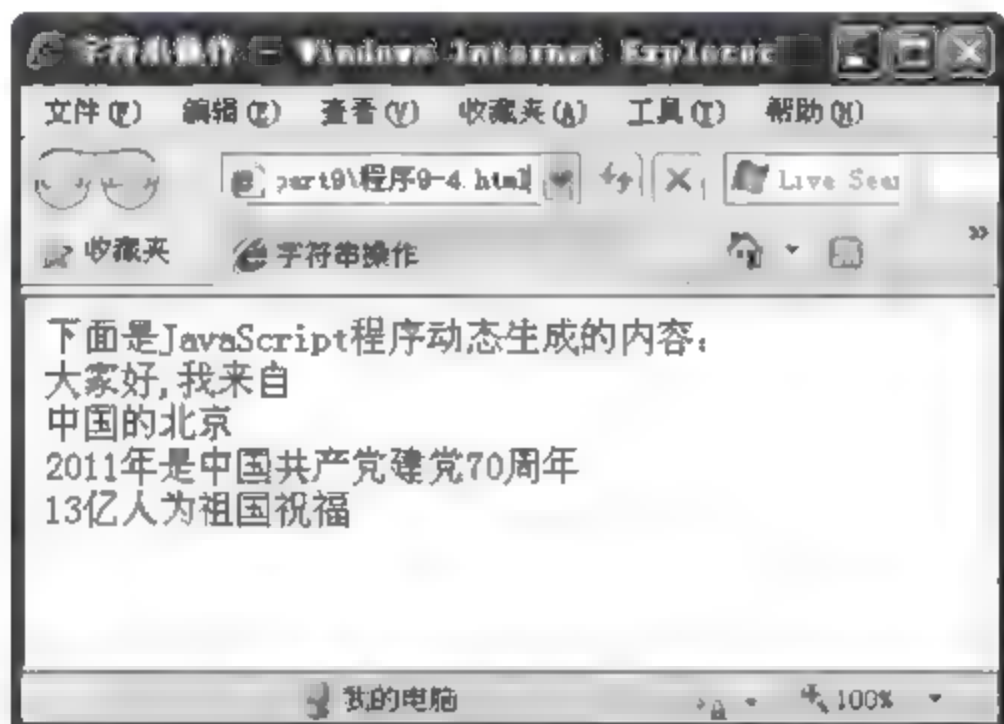 字符串操作 - Windows Internet Explorer
文件(F) 编辑(E) 查看(V) 收藏夹(A) 工具(T) 帮助(H)
part9\程序9-4.html Live Sear
收藏夹 字符串操作 »
下面是JavaScript程序动态生成的内容：
大家好,我来自
中国的北京
2011年是中国共产党建党70周年
13亿人为祖国祝福
我的电脑 100%